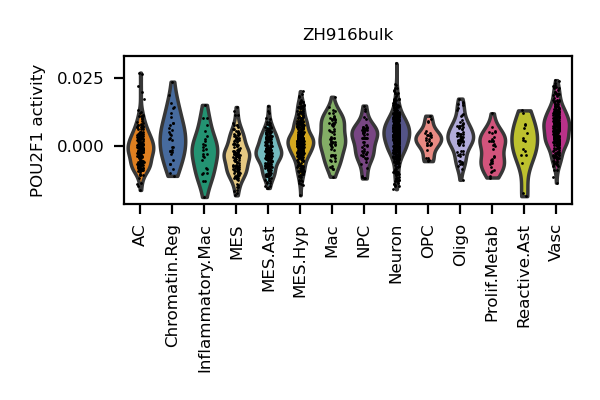 ZH916bulk
POU2F1 activity
0.025
0.000
AC
Chromatin.Reg
Inflammatory.Mac
MES
MES.Ast
MES.Hyp
Mac
NPC
Neuron
OPC
Oligo
Prolif.Metab
Reactive.Ast
Vasc